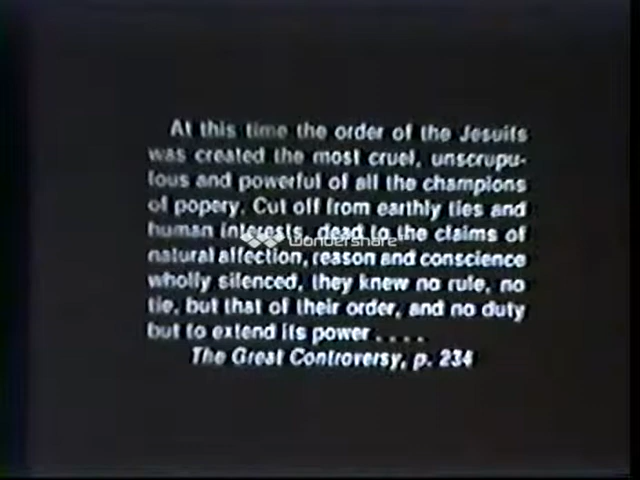 At this time the order of the Jesuits
was created the most cruel, unscrupu-
lous and powerful of all the champions
of popery. Cut off from earthly ties and
human interests, dead to the claims of
wondershare
natural affection, reason and conscience
wholly silenced, they knew no rule, no
tie, but that of their order, and no duty
but to extend its power . . . .
The Great Controversy, p. 234